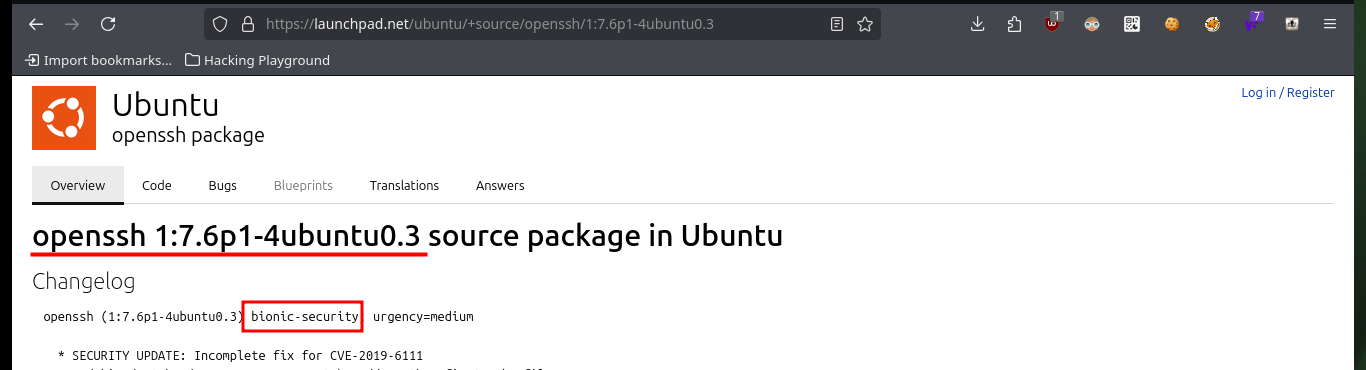 https://launchpad.net/ubuntu/+source/openssh/1:7.6p1-4ubuntu0.3
1
7
Import bookmarks...
Hacking Playground
Ubuntu
openssh package
Log in / Register
Overview
Code
Bugs
Blueprints
Translations
Answers
openssh 1:7.6p1-4ubuntu0.3 source package in Ubuntu
Changelog
openssh (1:7.6p1-4ubuntu0.3) bionic-security urgency=medium
* SECURITY UPDATE: Incomplete fix for CVE-2019-6111